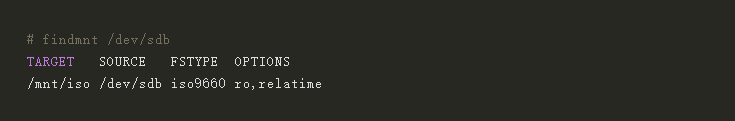 # findmnt /dev/sdb
TARGET   SOURCE   FSTYPE  OPTIONS
/mnt/iso /dev/sdb iso9660 ro,relatime